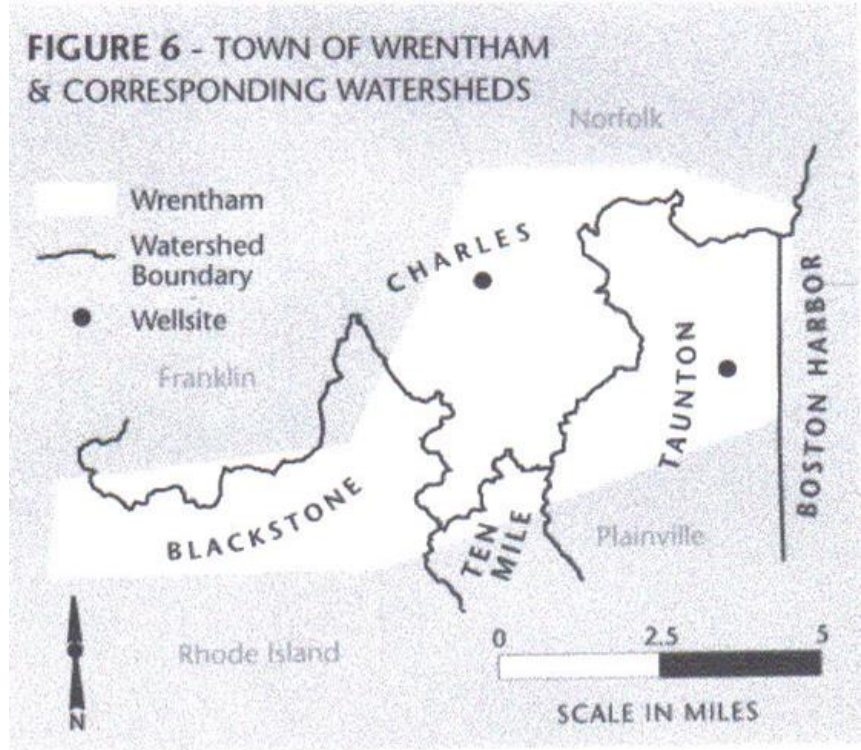 FIGURE 6 - TOWN OF WRENTHAM
& CORRESPONDING WATERSHEDS
Norfolk
Wrentham
Watershed
Boundary
Wellsite
CHARLES
Franklin
TAUNTON
BOSTON HARBOR
BLACKSTONE
TEN
MILE
Plainville
Rhode Island
N
0 2.5 5
SCALE IN MILES